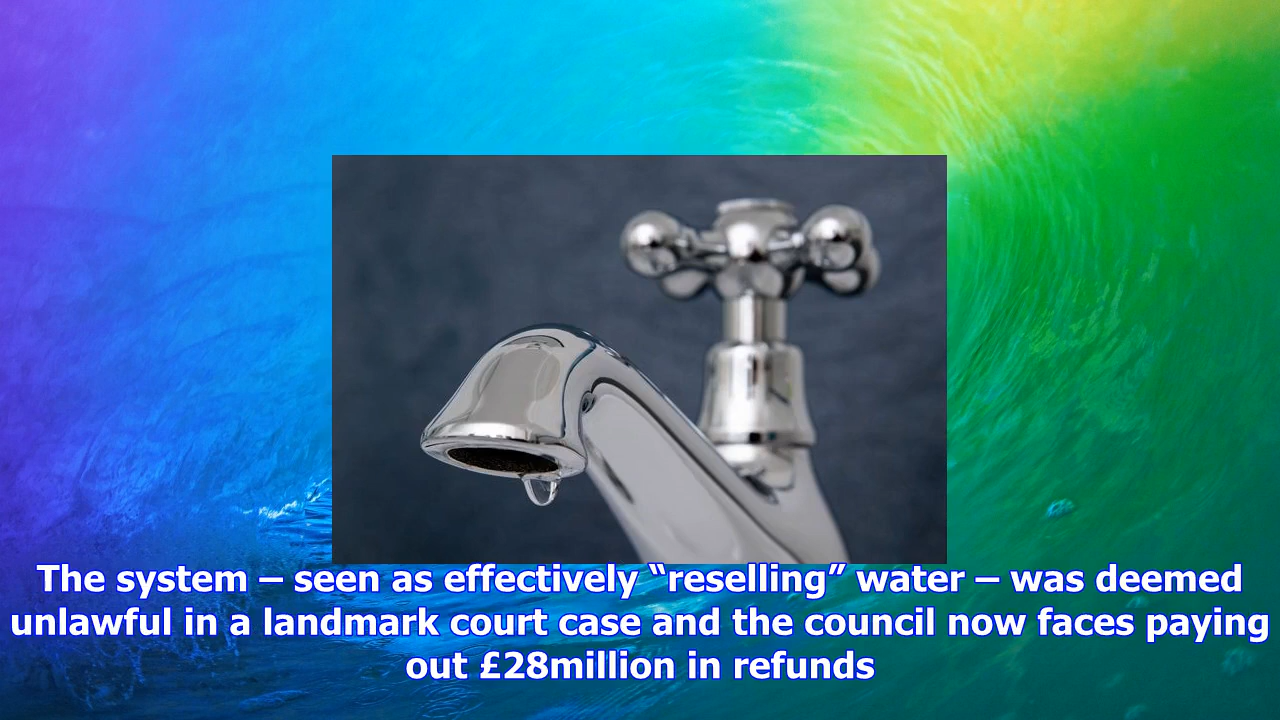 The system – seen as effectively “reselling” water – was deemed
unlawful in a landmark court case and the council now faces paying
out £28million in refunds